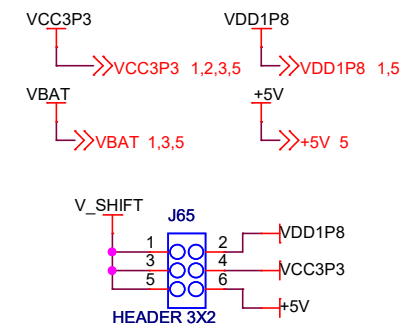 VCC3P3 VDD1P8
VCC3P3 1,2,3,5 VDD1P8 1,5
VBAT +5V
VBAT 1,3,5 +5V 5
V_SHIFT
J65
1 2 VDD1P8
3 4 VCC3P3
5 6 +5V
HEADER 3X2